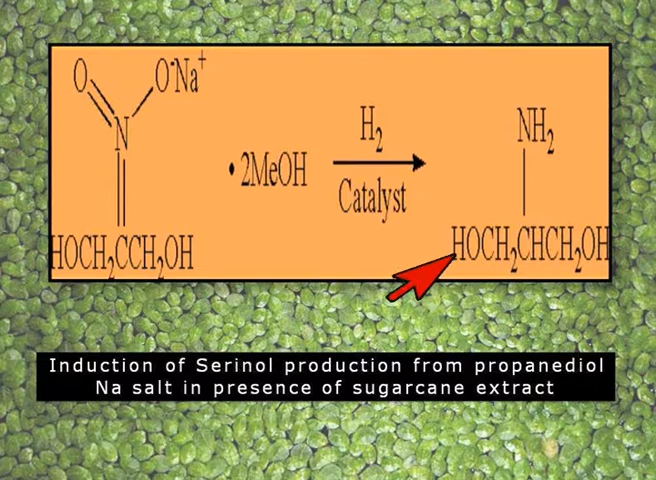 O
O⁻Na⁺
N
HOCH₂CCH₂OH
• 2MeOH
H₂
Catalyst
NH₂
HOCH₂CHCH₂OH
Induction of Serinol production from propanediol
Na salt in presence of sugarcane extract